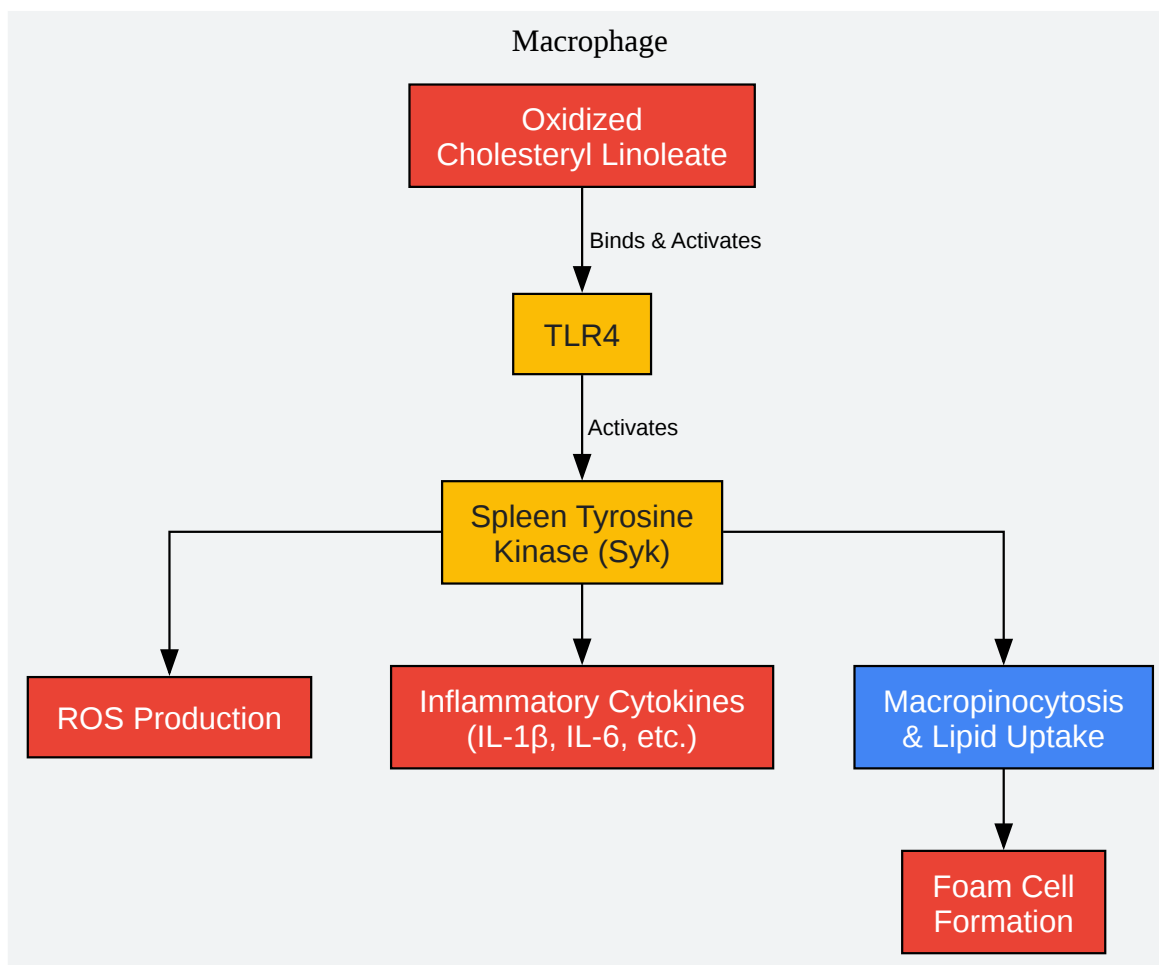 Macrophage
Oxidized
Cholesteryl Linoleate
Binds & Activates
TLR4
Activates
Spleen Tyrosine
Kinase (Syk)
ROS Production
Inflammatory Cytokines
(IL-1β, IL-6, etc.)
Macropinocytosis
& Lipid Uptake
Foam Cell
Formation